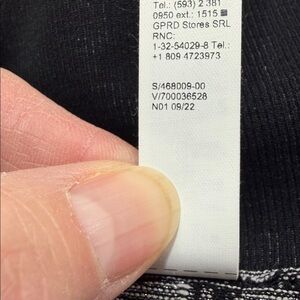 Tel.: (593) 2 381
0950 ext.: 1515
GPRD Stores SRL
RNC:
1-32-54029-8 Tel.:
+1 809 4723973
S/468009-00
V/700036528
N01 09/22